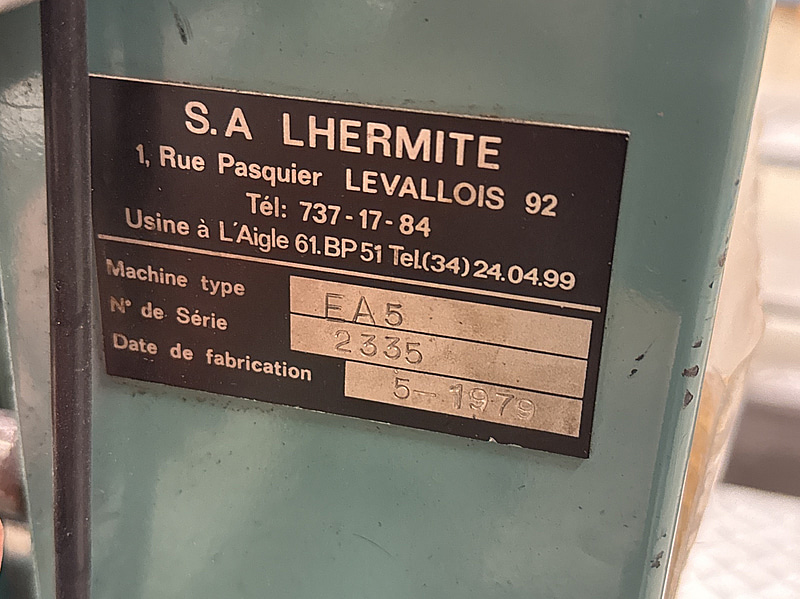 S.A LHERMITE
1, Rue Pasquier LEVALLOIS 92
Tél: 737-17-84
Usine à L'Aigle 61.BP 51 Tel.(34) 24.04.99
Machine type EA5
N° de Série 2335
Date de fabrication 5-1979